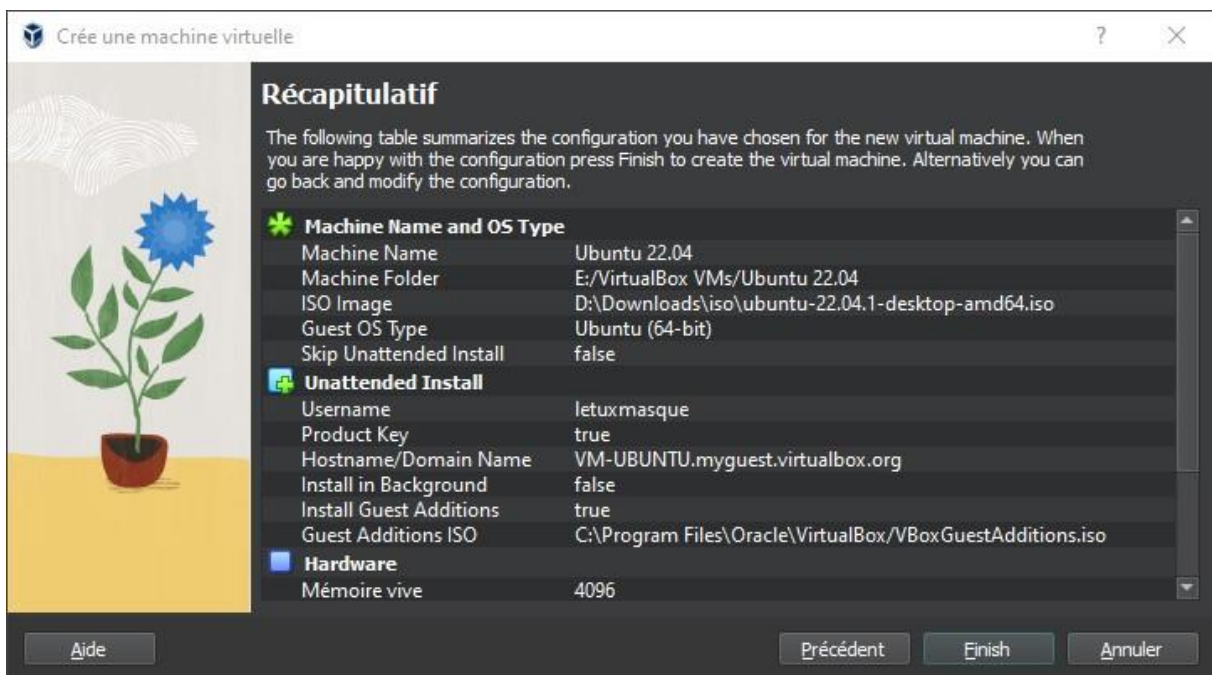 Crée une machine virtuelle
Récapitulatif
The following table summarizes the configuration you have chosen for the new virtual machine. When
you are happy with the configuration press Finish to create the virtual machine. Alternatively you can
go back and modify the configuration.
Machine Name and OS Type
Machine Name Ubuntu 22.04
Machine Folder E:/VirtualBox VMs/Ubuntu 22.04
ISO Image D:\Downloads\iso\ubuntu-22.04.1-desktop-amd64.iso
Guest OS Type Ubuntu (64-bit)
Skip Unattended Install false
Unattended Install
Username letuxmasque
Product Key true
Hostname/Domain Name VM-UBUNTU.myguest.virtualbox.org
Install in Background false
Install Guest Additions true
Guest Additions ISO C:\Program Files\Oracle\VirtualBox/VBoxGuestAdditions.iso
Hardware
Mémoire vive 4096
Aide Précédent Finish Annuler